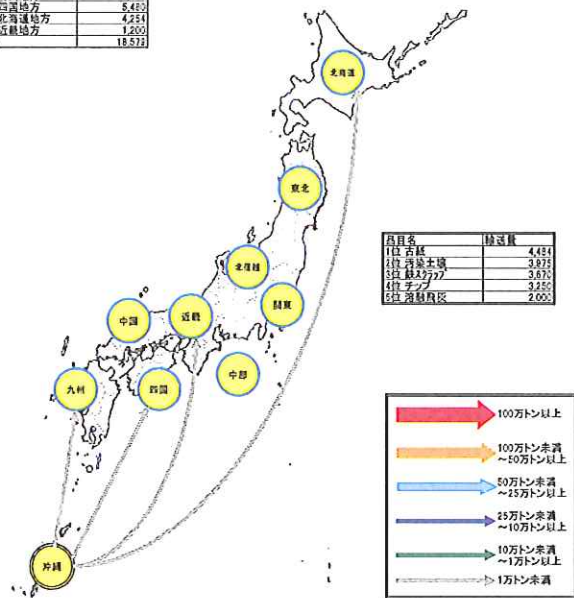 四国地方 5,480
北海道地方 4,254
近畿地方 1,200
18,579
北海道
東北
北信越
関東
中国
近畿
中部
九州
四国
沖縄
品目名 輸送量
1位 古紙 4,484
2位 汚染土壌 3,975
3位 鉄スクラップ 3,670
4位 チップ 3,250
5位 溶融飛灰 2,000
100万トン以上
100万トン未満
～50万トン以上
50万トン未満
～25万トン以上
25万トン未満
～10万トン以上
10万トン未満
～1万トン以上
1万トン未満